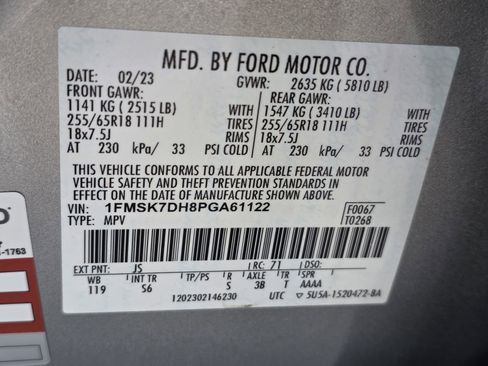 MFD. BY FORD MOTOR CO.
DATE: 02/23 GVWR: 2635 KG ( 5810 LB)
FRONT GAWR: REAR GAWR:
1141 KG ( 2515 LB) WITH 1547 KG ( 3410 LB) WITH
255/65R18 111H TIRES 255/65R18 111H TIRES
18x7.5J RIMS 18x7.5J RIMS
AT 230 kPa/ 33 PSI COLD AT 230 kPa/ 33 PSI COLD
THIS VEHICLE CONFORMS TO ALL APPLICABLE FEDERAL MOTOR
VEHICLE SAFETY AND THEFT PREVENTION STANDARDS IN
EFFECT ON THE DATE OF MANUFACTURE SHOWN ABOVE.
VIN: 1FMSK7DH8PGA61122 F0067
TYPE: MPV T0268
EXT PNT: JS RC: 71 DSO:
WB INT TR TP/PS R AXLE TR SPR
119 S6 S 3B T AAAA
1202302146230 UTC 5U5A-1520472-BA
-1763